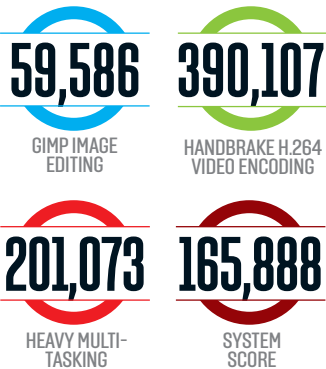 59,586
GIMP IMAGE
EDITING
390,107
HANDBRAKE H.264
VIDEO ENCODING
201,073
HEAVY MULTI-
TASKING
165,888
SYSTEM
SCORE